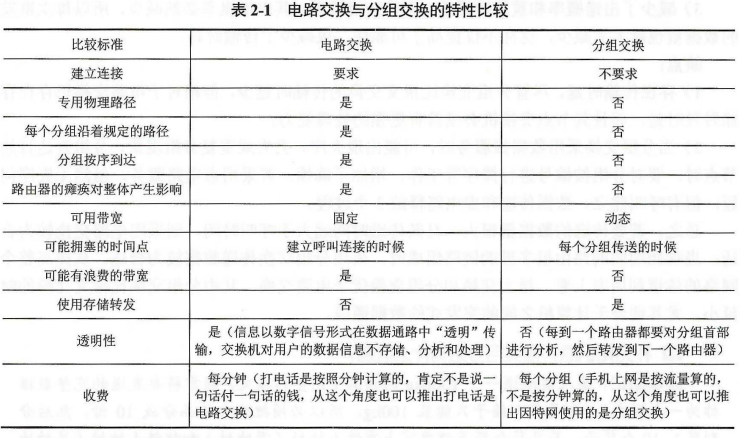 表 2-1 电路交换与分组交换的特性比较
比较标准 电路交换 分组交换
建立连接 要求 不要求
专用物理路径 是 否
每个分组沿着规定的路径 是 否
分组按序到达 是 否
路由器的瘫痪对整体产生影响 是 否
可用带宽 固定 动态
可能拥塞的时间点 建立呼叫连接的时候 每个分组传送的时候
可能有浪费的带宽 是 否
使用存储转发 否 是
透明性 是（信息以数字信号形式在数据通路中“透明”传输，交换机对用户的数据信息不存储、分析和处理） 否（每到一个路由器都要对分组首部进行分析，然后转发到下一个路由器）
收费 每分钟（打电话是按照分钟计算的，肯定不是说一句话付一句话的钱，从这个角度也可以推出打电话是电路交换） 每个分组（手机上网是按流量算的，不是按分钟算的，从这个角度也可以推出因特网使用的是分组交换）